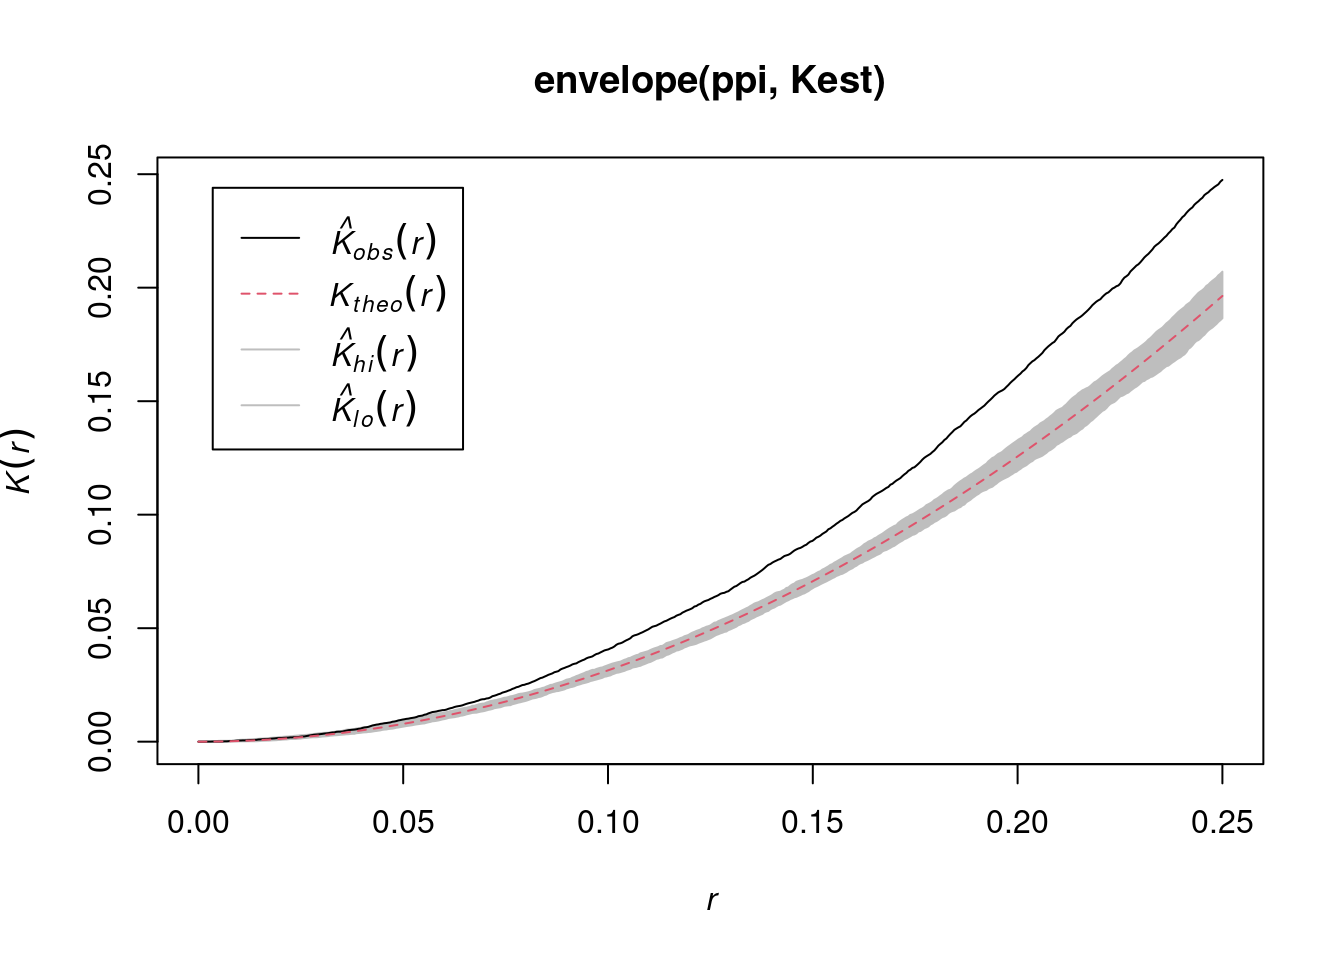 envelope(ppi, Kest)
K̂obs(r)
Ktheo(r)
K̂hi(r)
K̂lo(r)
K(r)
0.25
0.20
0.15
0.10
0.05
0.00
0.00 0.05 0.10 0.15 0.20 0.25
r